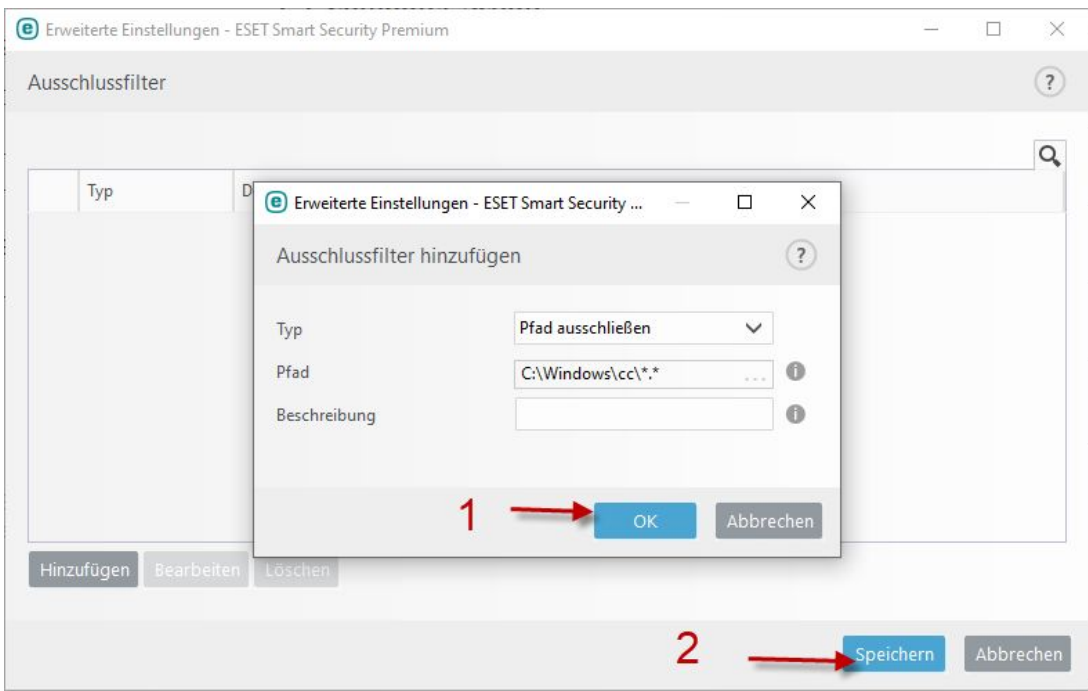 Erweiterte Einstellungen - ESET Smart Security Premium
Ausschlussfilter
?
Typ
D
Erweiterte Einstellungen - ESET Smart Security ...
Ausschlussfilter hinzufügen
?
Typ
Pfad ausschließen
Pfad
C:\Windows\cc\*.*
...
Beschreibung
1
OK
Abbrechen
Hinzufügen
Bearbeiten
Löschen
2
Speichern
Abbrechen